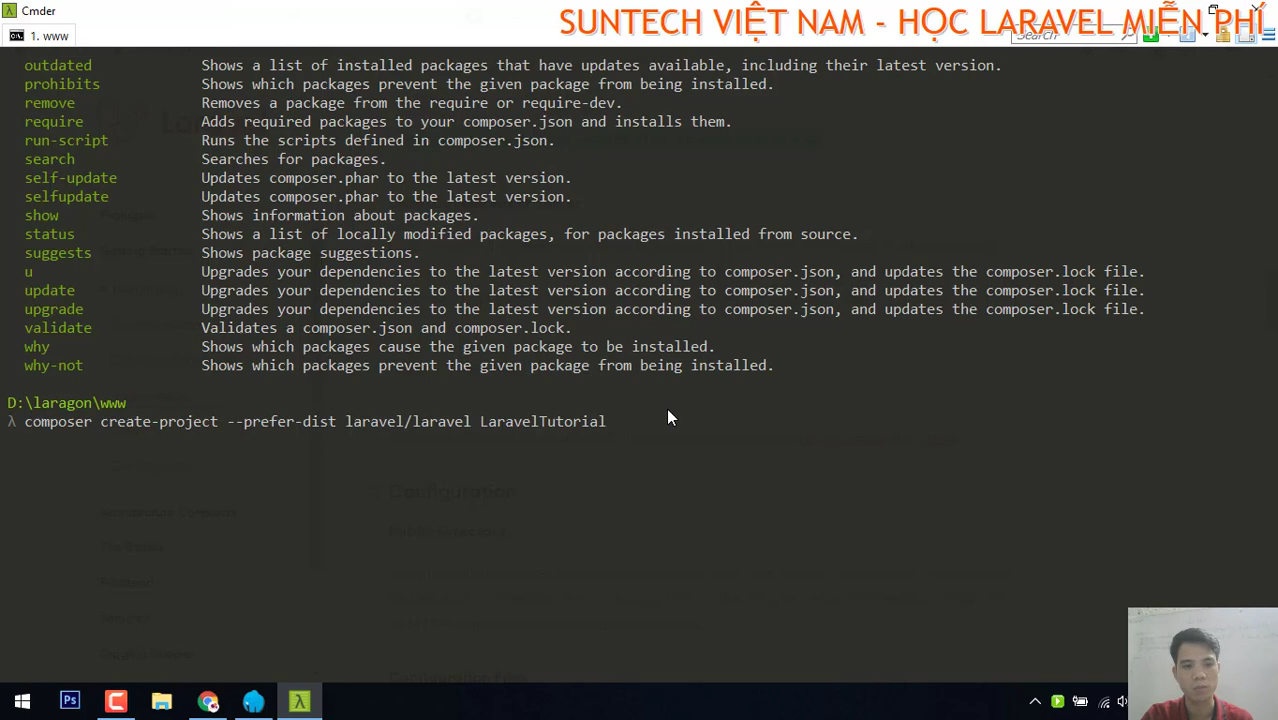 Cmder
SUNTECH VIỆT NAM - HỌC LARAVEL MIỄN PHÍ
1. www
Search
outdated Shows a list of installed packages that have updates available, including their latest version.
prohibits Shows which packages prevent the given package from being installed.
remove Removes a package from the require or require-dev.
require Adds required packages to your composer.json and installs them.
run-script Runs the scripts defined in composer.json.
search Searches for packages.
self-update Updates composer.phar to the latest version.
selfupdate Updates composer.phar to the latest version.
show Shows information about packages.
status Shows a list of locally modified packages, for packages installed from source.
suggests Shows package suggestions.
u Upgrades your dependencies to the latest version according to composer.json, and updates the composer.lock file.
update Upgrades your dependencies to the latest version according to composer.json, and updates the composer.lock file.
upgrade Upgrades your dependencies to the latest version according to composer.json, and updates the composer.lock file.
validate Validates a composer.json and composer.lock.
why Shows which packages cause the given package to be installed.
why-not Shows which packages prevent the given package from being installed.
D:\laragon\www
λ composer create-project --prefer-dist laravel/laravel LaravelTutorial
Configuration
Public Directory
Configuration Files
Ps
λ